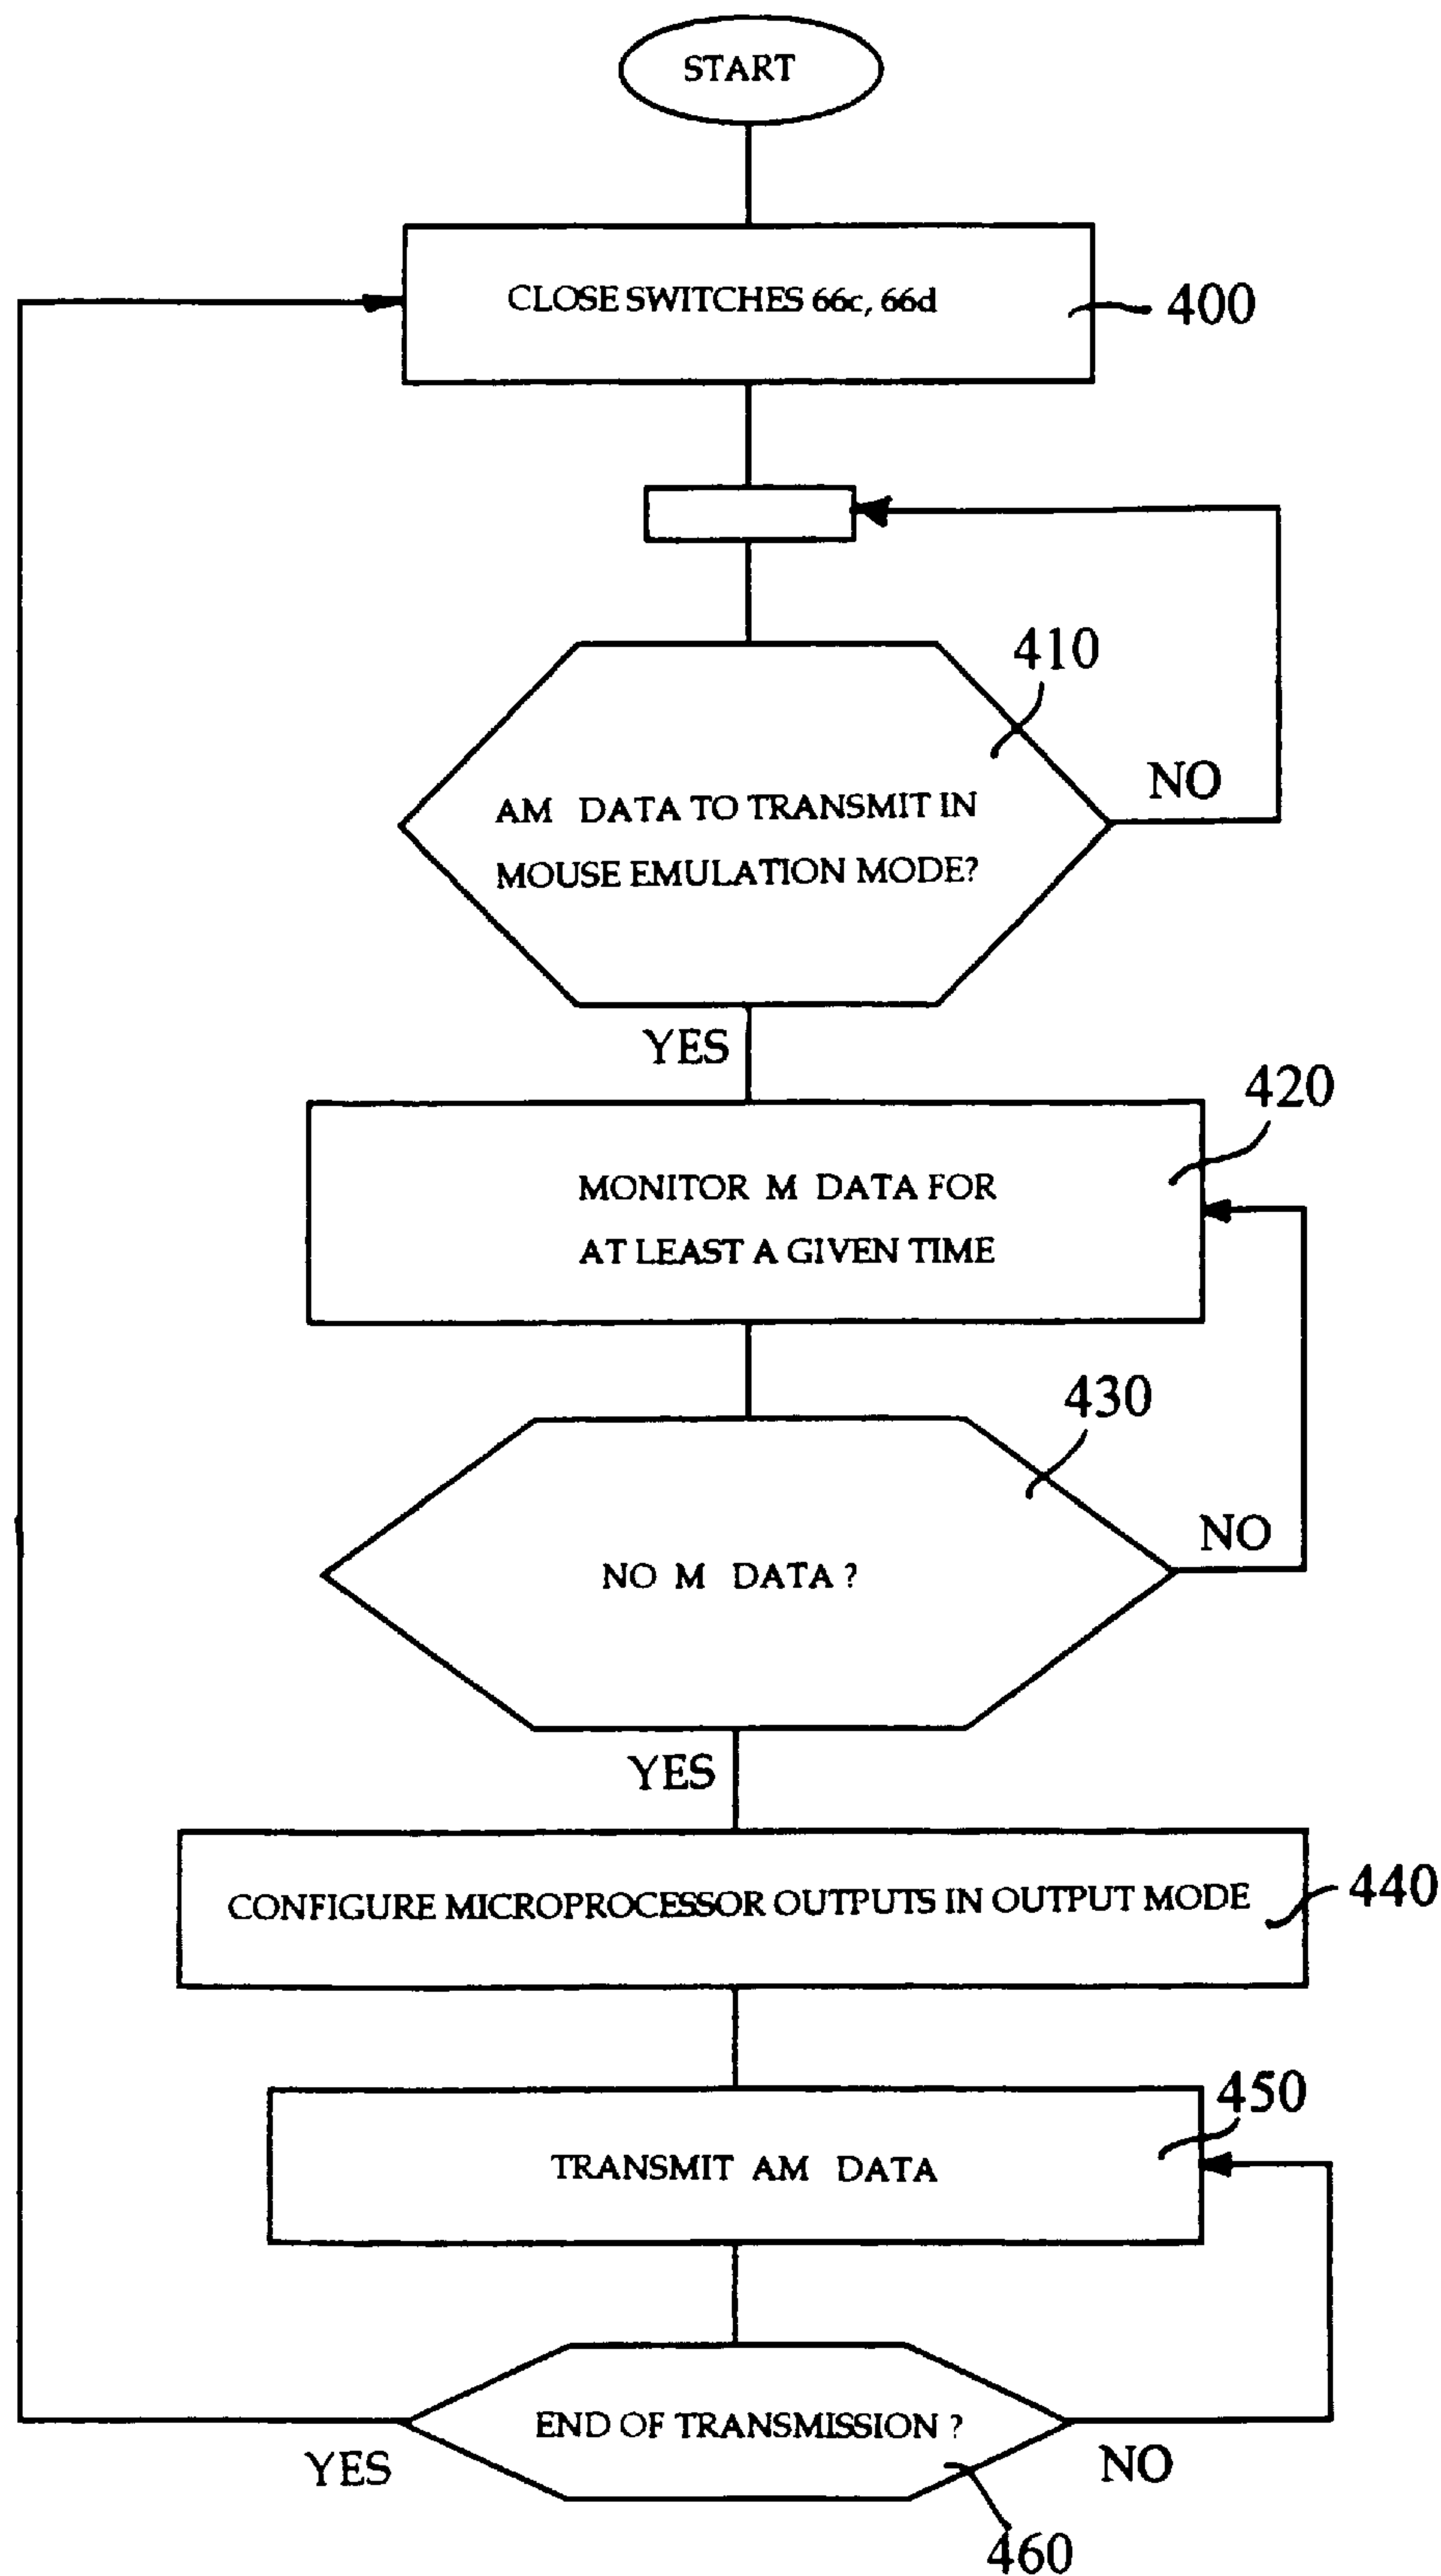 START
CLOSE SWITCHES 66c, 66d
400
410
AM DATA TO TRANSMIT IN
MOUSE EMULATION MODE?
NO
YES
420
MONITOR M DATA FOR
AT LEAST A GIVEN TIME
430
NO M DATA ?
NO
YES
CONFIGURE MICROPROCESSOR OUTPUTS IN OUTPUT MODE
440
450
TRANSMIT AM DATA
END OF TRANSMISSION ?
YES
NO
460